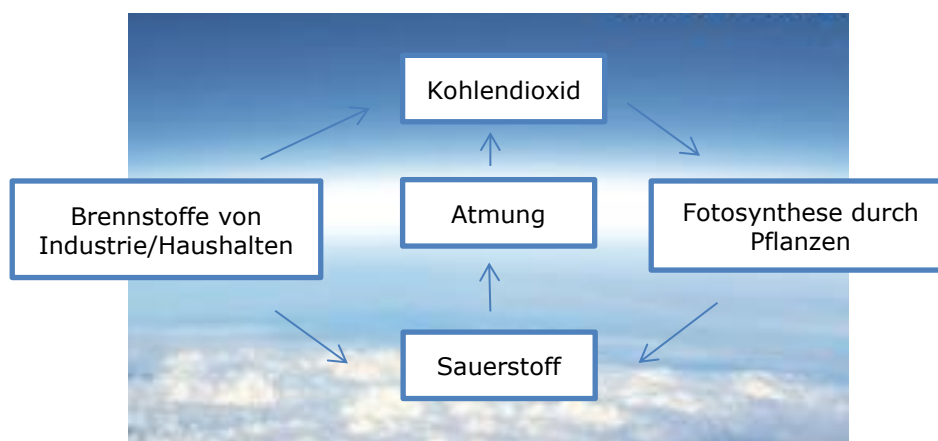 Kohlendioxid
Brennstoffe von
Industrie/Haushalten
Atmung
Fotosynthese durch
Pflanzen
Sauerstoff